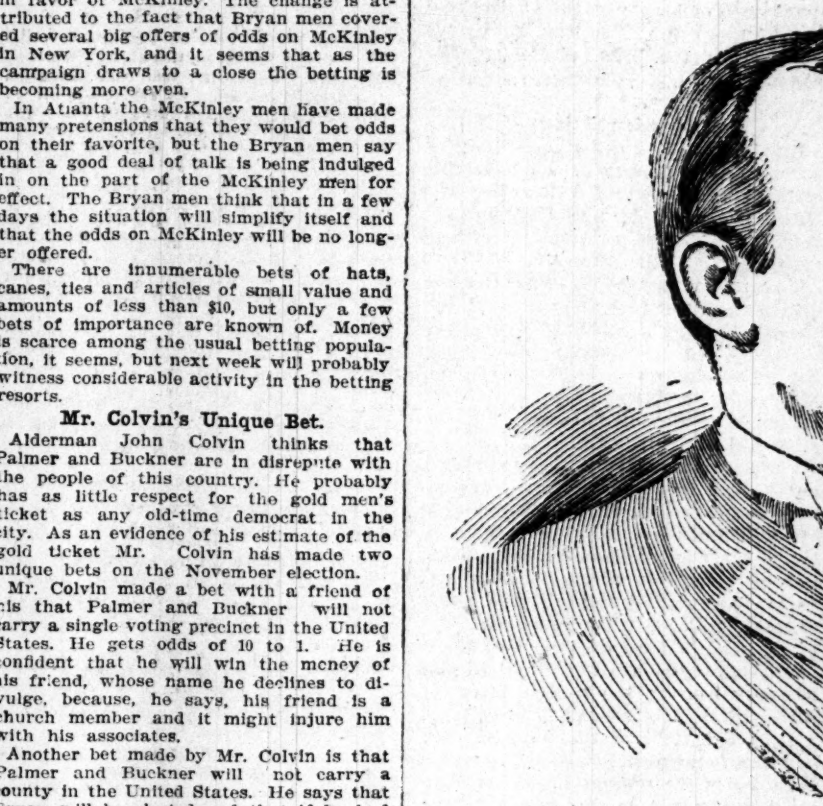 in favor of McKinley. The change is at-
tributed to the fact that Bryan men cover-
ed several big offers of odds on McKinley
in New York, and it seems that as the
campaign draws to a close the betting is
becoming more even.
In Atlanta the McKinley men have made
many pretensions that they would bet odds
on their favorite, but the Bryan men say
that a good deal of talk is being indulged
in on the part of the McKinley men for
effect. The Bryan men think that in a few
days the situation will simplify itself and
that the odds on McKinley will be no long-
er offered.
There are innumerable bets of hats,
canes, ties and articles of small value and
amounts of less than $10, but only a few
bets of importance are known of. Money
is scarce among the usual betting popula-
tion, it seems, but next week will probably
witness considerable activity in the betting
resorts.
Mr. Colvin's Unique Bet.
Alderman John Colvin thinks that
Palmer and Buckner are in disrepute with
the people of this country. He probably
has as little respect for the gold men's
ticket as any old-time democrat in the
city. As an evidence of his estimate of the
gold ticket Mr. Colvin has made two
unique bets on the November election.
Mr. Colvin made a bet with a friend of
his that Palmer and Buckner will not
carry a single voting precinct in the United
States. He gets odds of 10 to 1. He is
confident that he will win the money of
his friend, whose name he declines to di-
vulge, because, he says, his friend is a
church member and it might injure him
with his associates.
Another bet made by Mr. Colvin is that
Palmer and Buckner will not carry a
county in the United States. He says that